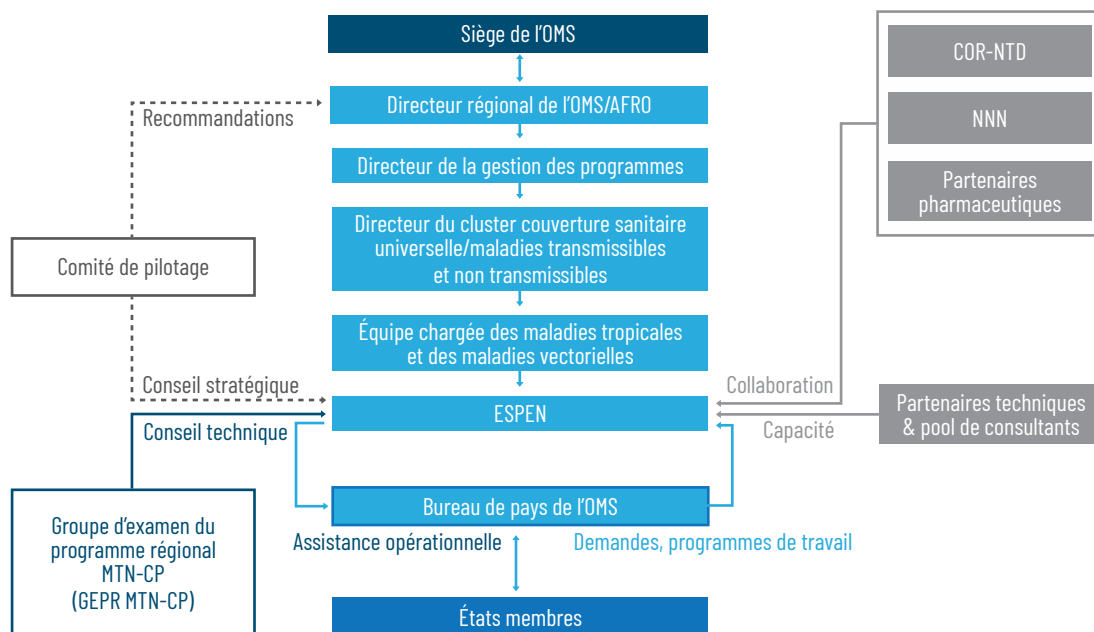 Siège de l'OMS
COR-NTD
Directeur régional de l'OMS/AFRO
Recommandations
NNN
Directeur de la gestion des programmes
Partenaires
pharmaceutiques
Directeur du cluster couverture sanitaire
universelle/maladies transmissibles
et non transmissibles
Comité de pilotage
Équipe chargée des maladies tropicales
et des maladies vectorielles
Conseil stratégique
Collaboration
ESPEN
Partenaires techniques
& pool de consultants
Conseil technique
Capacité
Bureau de pays de l'OMS
Groupe d'examen du
programme régional
MTN-CP
(GEPR MTN-CP)
Assistance opérationnelle
Demandes, programmes de travail
États membres